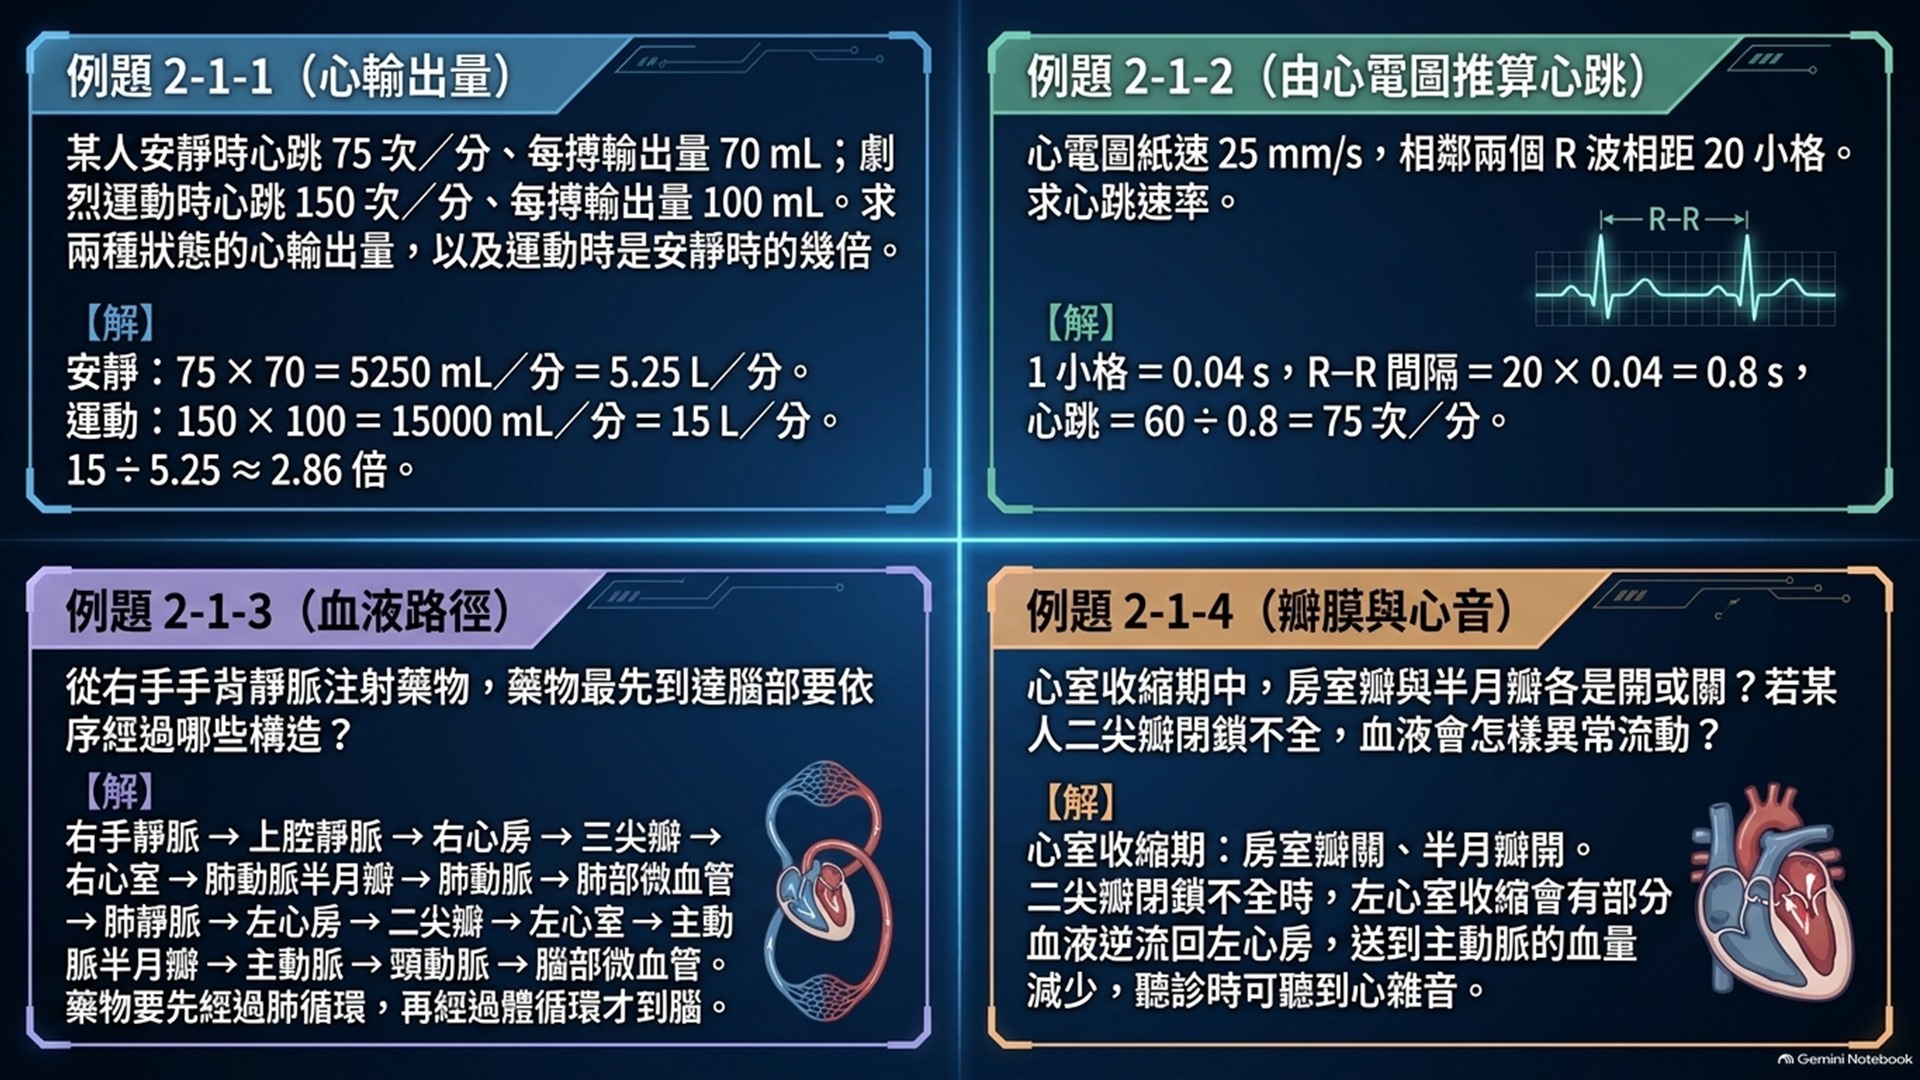 例題 2-1-1（心輸出量）
某人安靜時心跳 75 次／分、每搏輸出量 70 mL；劇
烈運動時心跳 150 次／分、每搏輸出量 100 mL。求
兩種狀態的心輸出量，以及運動時是安靜時的幾倍。
【解】
安靜：75 × 70 = 5250 mL／分 = 5.25 L／分。
運動：150 × 100 = 15000 mL／分 = 15 L／分。
15 ÷ 5.25 ≈ 2.86 倍。
例題 2-1-2（由心電圖推算心跳）
心電圖紙速 25 mm/s，相鄰兩個 R 波相距 20 小格。
求心跳速率。
R–R
【解】
1 小格 = 0.04 s，R–R 間隔 = 20 × 0.04 = 0.8 s，
心跳 = 60 ÷ 0.8 = 75 次／分。
例題 2-1-3（血液路徑）
從右手手背靜脈注射藥物，藥物最先到達腦部要依
序經過哪些構造？
【解】
右手靜脈 → 上腔靜脈 → 右心房 → 三尖瓣 →
右心室 → 肺動脈半月瓣 → 肺動脈 → 肺部微血管
→ 肺靜脈 → 左心房 → 二尖瓣 → 左心室 → 主動
脈半月瓣 → 主動脈 → 頸動脈 → 腦部微血管。
藥物要先經過肺循環，再經過體循環才到腦。
例題 2-1-4（瓣膜與心音）
心室收縮期中，房室瓣與半月瓣各是開或關？若某
人二尖瓣閉鎖不全，血液會怎樣異常流動？
【解】
心室收縮期：房室瓣關、半月瓣開。
二尖瓣閉鎖不全時，左心室收縮會有部分
血液逆流回左心房，送到主動脈的血量
減少，聽診時可聽到心雜音。
Gemini Notebook